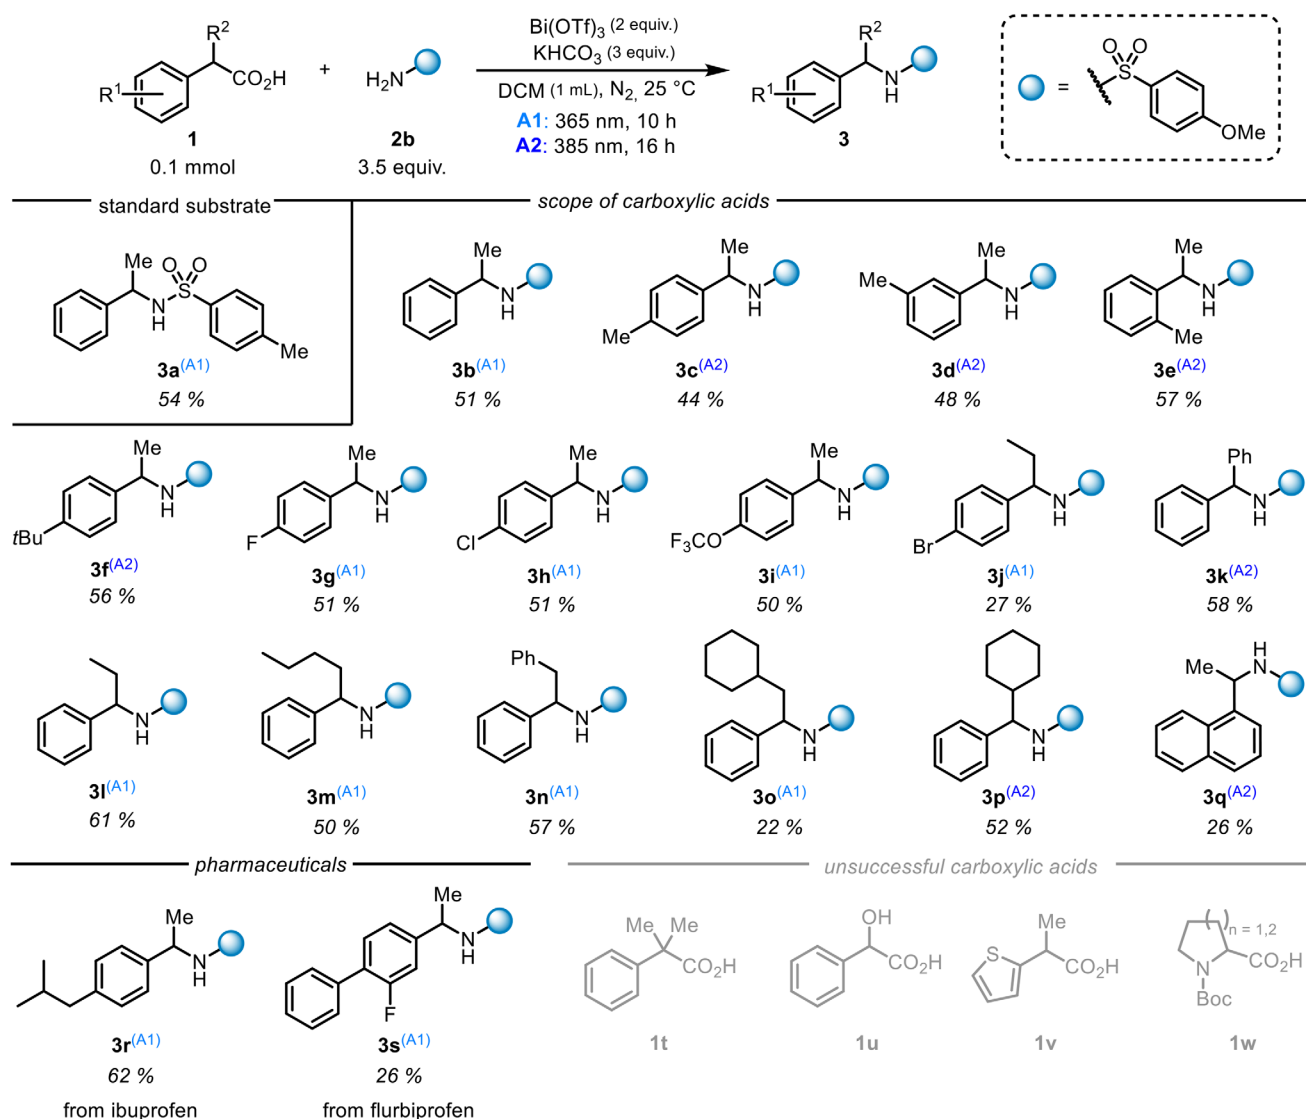 R² CO₂H R¹ 1 0.1 mmol
+
H₂N 2b 3.5 equiv.
Bi(OTf)₃ (2 equiv.)
KHCO₃ (3 equiv.)
DCM (1 mL), N₂, 25 °C
A1: 365 nm, 10 h
A2: 385 nm, 16 h
R² N H R¹ 3
= O O S OMe
standard substrate
scope of carboxylic acids
Me O O S N H Me
3a(A1)
54 %
Me N H
3b(A1)
51 %
Me N H Me
3c(A2)
44 %
Me Me N H
3d(A2)
48 %
Me N H Me
3e(A2)
57 %
Me N H tBu
3f(A2)
56 %
Me N H F
3g(A1)
51 %
Me N H Cl
3h(A1)
51 %
Me N H F₃CO
3i(A1)
50 %
N H Br
3j(A1)
27 %
Ph N H
3k(A2)
58 %
N H
3l(A1)
61 %
N H
3m(A1)
50 %
Ph N H
3n(A1)
57 %
N H
3o(A1)
22 %
N H
3p(A2)
52 %
H N Me
3q(A2)
26 %
pharmaceuticals
Me N H
3r(A1)
62 %
from ibuprofen
Me N H F
3s(A1)
26 %
from flurbiprofen
unsuccessful carboxylic acids
Me Me CO₂H
1t
OH CO₂H
1u
Me S CO₂H
1v
( ) n = 1,2 N CO₂H Boc
1w